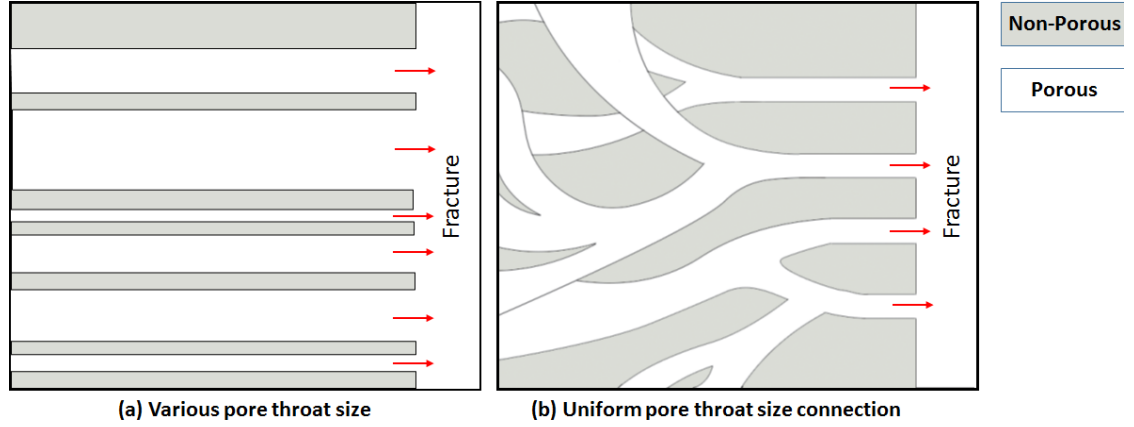 Non-Porous
Porous
Fracture
Fracture
(a) Various pore throat size
(b) Uniform pore throat size connection